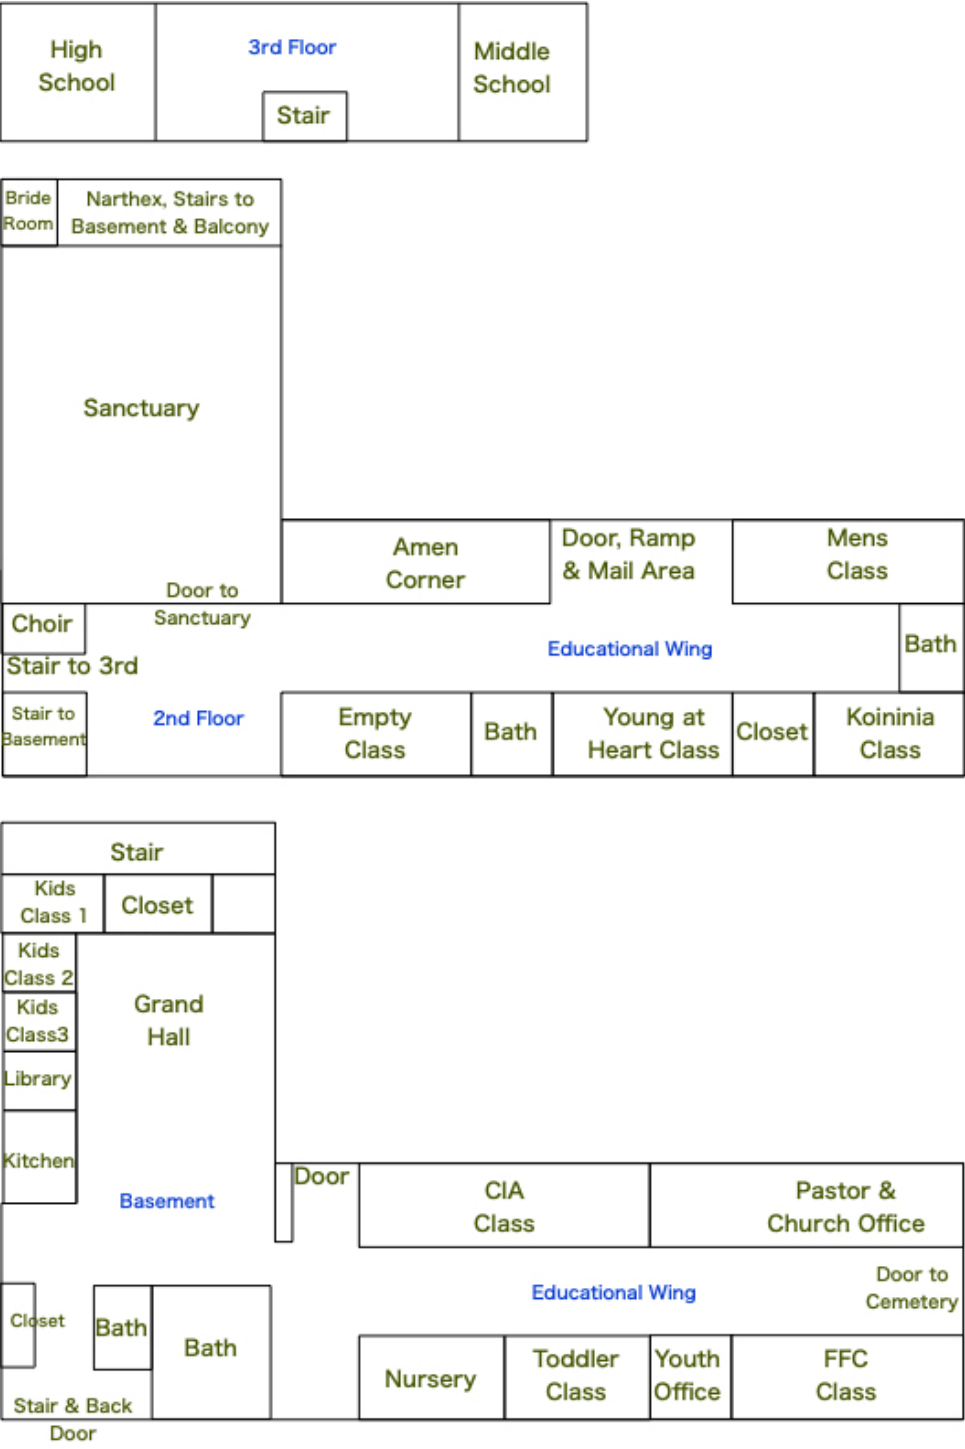 High
School
3rd Floor
Stair
Middle
School
Bride
Room
Narthex, Stairs to
Basement & Balcony
Sanctuary
Amen
Corner
Door, Ramp
& Mail Area
Mens
Class
Door to
Sanctuary
Choir
Stair to 3rd
Educational Wing
Bath
Stair to
Basement
2nd Floor
Empty
Class
Bath
Young at
Heart Class
Closet
Koininia
Class
Stair
Kids
Class 1
Closet
Kids
Class 2
Kids
Class3
Grand
Hall
Library
Kitchen
Basement
Door
CIA
Class
Pastor &
Church Office
Door to
Cemetery
Educational Wing
Closet
Bath
Bath
Nursery
Toddler
Class
Youth
Office
FFC
Class
Stair & Back
Door